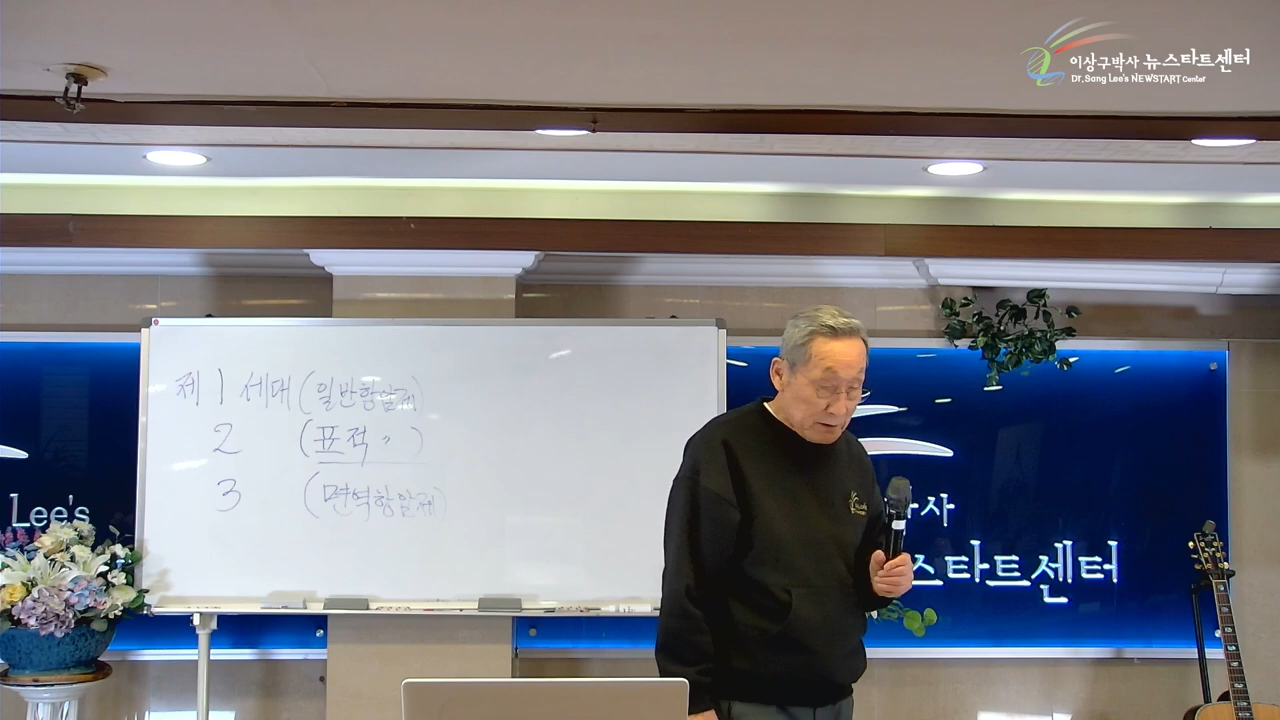 이상구박사 뉴스타트센터
Dr. Sang Lee's NEWSTART Center
제 1 세대 (일반항암제)
2 (표적 〃 )
3 (면역항암제)
Lee's
박사
스타트센터